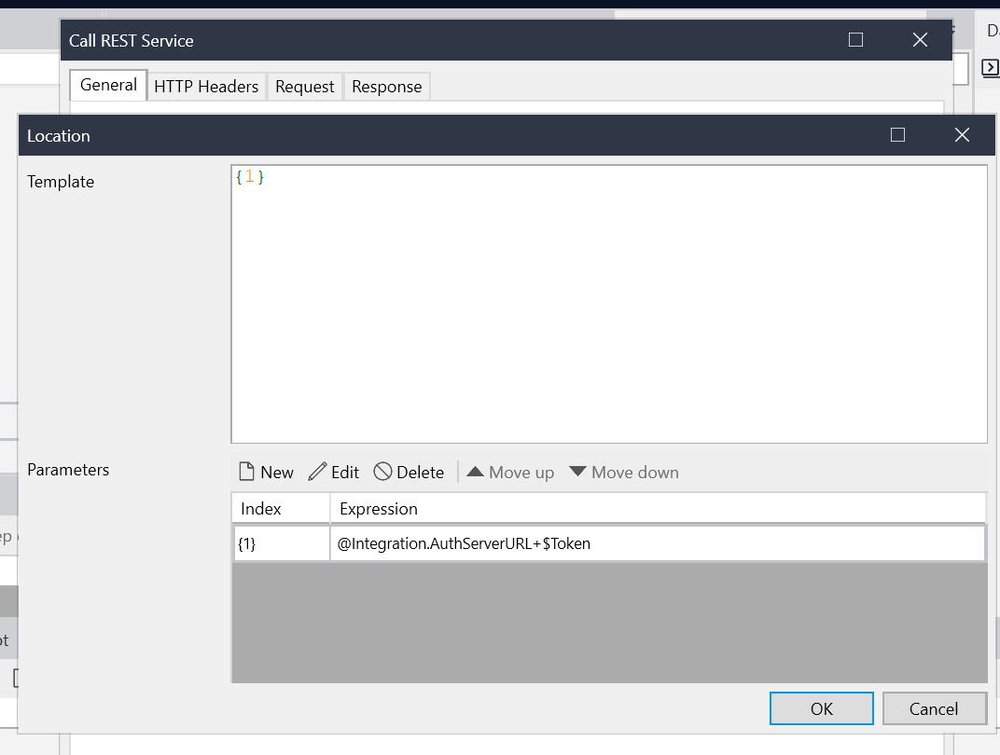 Call REST Service
General HTTP Headers Request Response
Location
Template
{1}
Parameters
New Edit Delete Move up Move down
Index Expression
{1} @Integration.AuthServerURL+$Token
OK Cancel